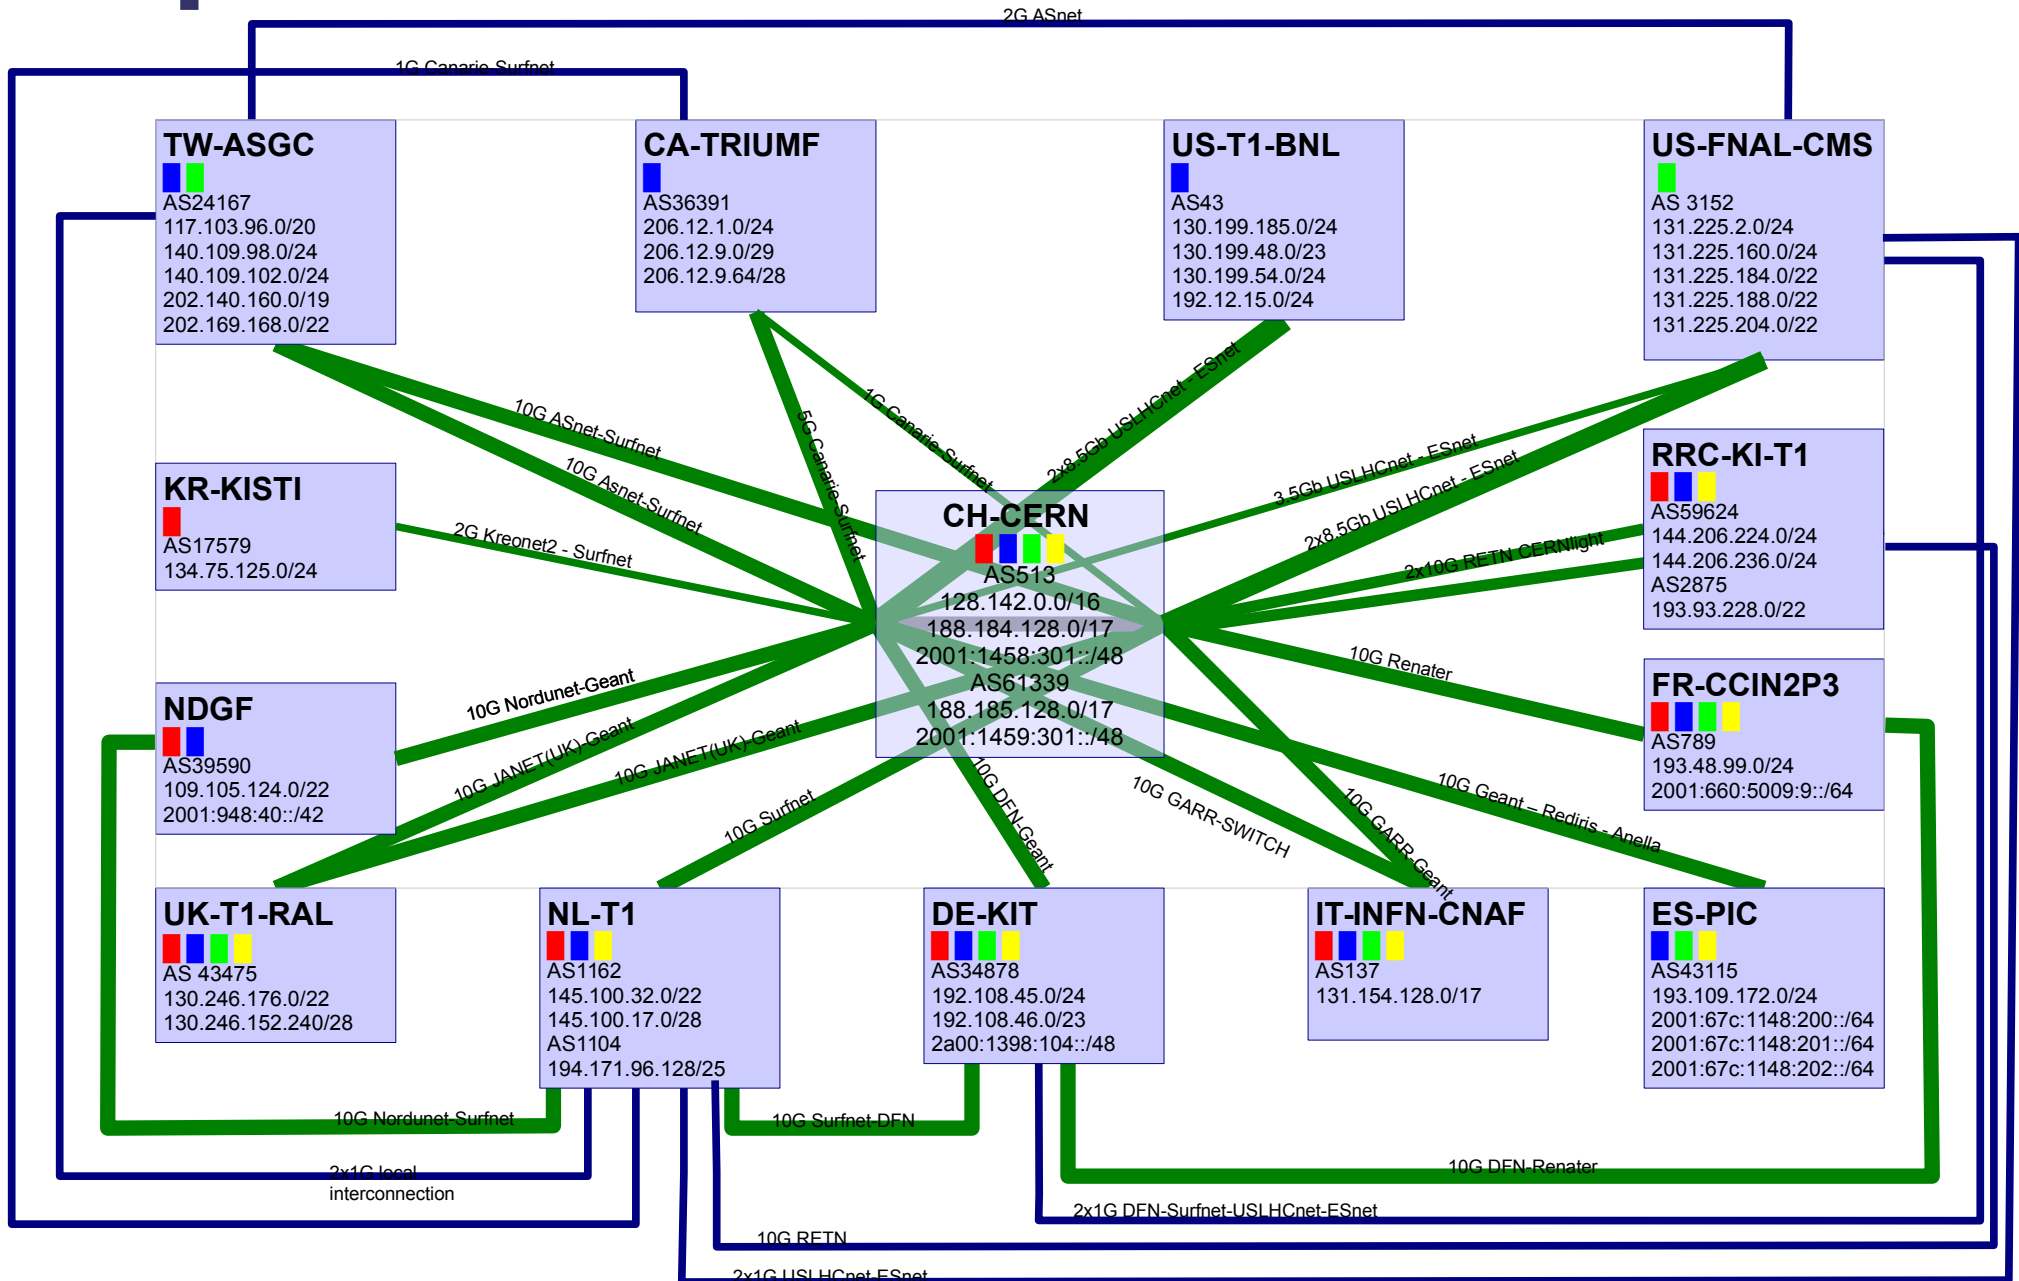 2G ASnet
1G Canarie-Surfnet
TW-ASGC
AS24167
117.103.96.0/20
140.109.98.0/24
140.109.102.0/24
202.140.160.0/19
202.169.168.0/22
CA-TRIUMF
AS36391
206.12.1.0/24
206.12.9.0/29
206.12.9.64/28
US-T1-BNL
AS43
130.199.185.0/24
130.199.48.0/23
130.199.54.0/24
192.12.15.0/24
US-FNAL-CMS
AS 3152
131.225.2.0/24
131.225.160.0/24
131.225.184.0/22
131.225.188.0/22
131.225.204.0/22
10G ASnet-Surfnet
10G Asnet-Surfnet
5G Canarie-Surfnet
1G Canarie-Surfnet
2x8.5Gb USLHCnet - ESnet
3.5Gb USLHCnet - ESnet
2x8.5Gb USLHCnet - ESnet
KR-KISTI
AS17579
134.75.125.0/24
2G Kreonet2 - Surfnet
CH-CERN
AS513
128.142.0.0/16
188.184.128.0/17
2001:1458:301::/48
AS61339
188.185.128.0/17
2001:1459:301::/48
2x10G RETN CERNlight
RRC-KI-T1
AS59624
144.206.224.0/24
144.206.236.0/24
AS2875
193.93.228.0/22
NDGF
AS39590
109.105.124.0/22
2001:948:40::/42
10G Nordunet-Geant
10G JANET(UK)-Geant
10G JANET(UK)-Geant
10G Surfnet
10G DFN-Geant
10G GARR-SWITCH
10G GARR-Geant
10G Renater
10G Geant – Rediris - Anella
FR-CCIN2P3
AS789
193.48.99.0/24
2001:660:5009:9::/64
UK-T1-RAL
AS 43475
130.246.176.0/22
130.246.152.240/28
NL-T1
AS1162
145.100.32.0/22
145.100.17.0/28
AS1104
194.171.96.128/25
DE-KIT
AS34878
192.108.45.0/24
192.108.46.0/23
2a00:1398:104::/48
IT-INFN-CNAF
AS137
131.154.128.0/17
ES-PIC
AS43115
193.109.172.0/24
2001:67c:1148:200::/64
2001:67c:1148:201::/64
2001:67c:1148:202::/64
10G Nordunet-Surfnet
10G Surfnet-DFN
2x1G local
interconnection
10G DFN-Renater
2x1G DFN-Surfnet-USLHCnet-ESnet
10G RETN
2x1G USLHCnet-ESnet